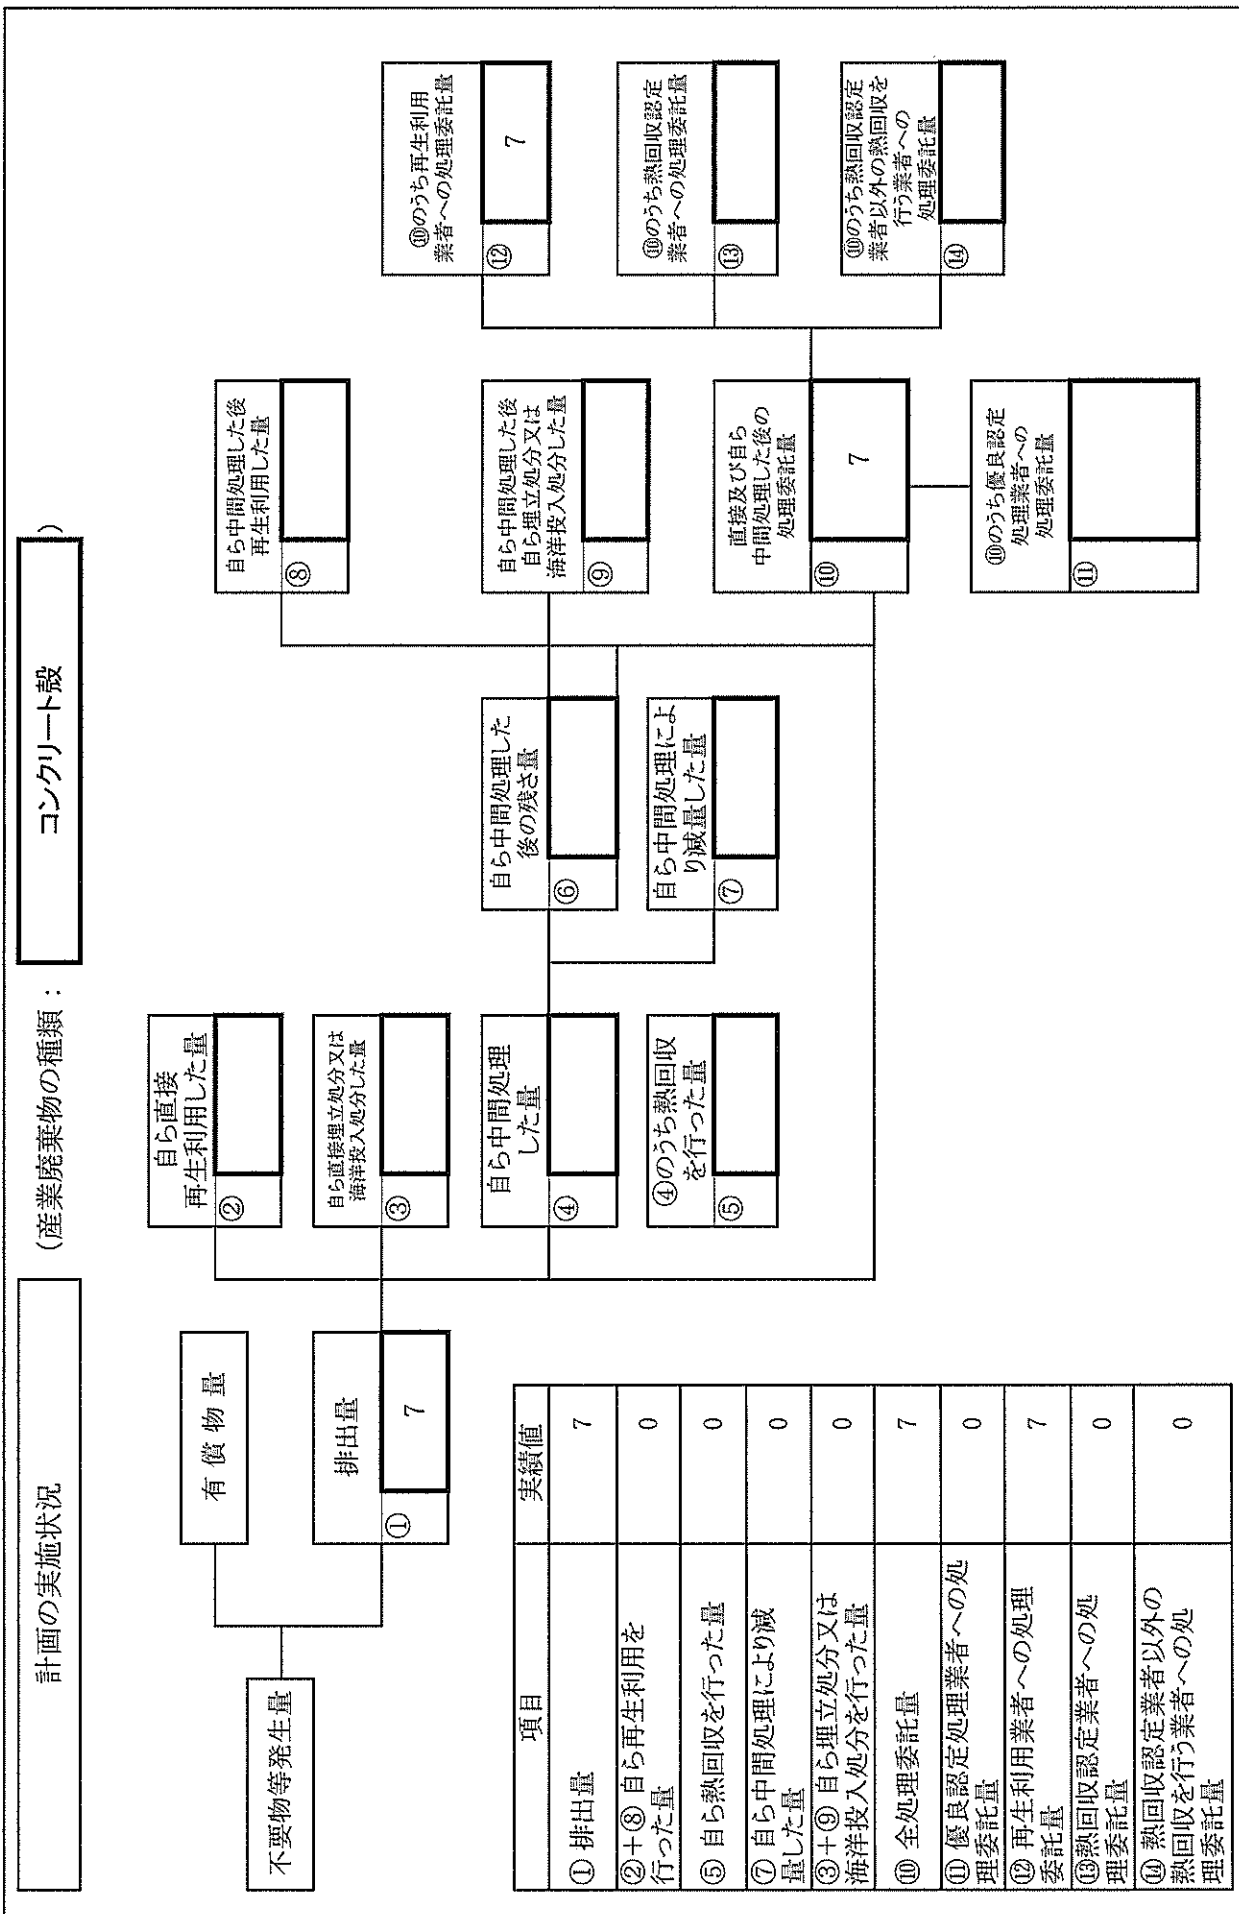 計画の実施状況
（産業廃棄物の種類：
コンクリート殻
）
不要物等発生量
有 償 物 量
排出量
①
7
自ら直接
再生利用した量
②
自ら直接埋立処分又は
海洋投入処分した量
③
自ら中間処理
した量
④
④のうち熱回収
を行った量
⑤
自ら中間処理した
後の残さ量
⑥
自ら中間処理によ
り減量した量
⑦
自ら中間処理した後
再生利用した量
⑧
自ら中間処理した後
自ら埋立処分又は
海洋投入処分した量
⑨
直接及び自ら
中間処理した後の
処理委託量
⑩
7
⑩のうち優良認定
処理業者への
処理委託量
⑪
⑩のうち再生利用
業者への処理委託量
⑫
7
⑩のうち熱回収認定
業者への処理委託量
⑬
⑩のうち熱回収認定
業者以外の熱回収を
行う業者への
処理委託量
⑭
項目
実績値
① 排出量
7
②＋⑧ 自ら再生利用を
行った量
0
⑤ 自ら熱回収を行った量
0
⑦ 自ら中間処理により減
量した量
0
③＋⑨ 自ら埋立処分又は
海洋投入処分を行った量
0
⑩ 全処理委託量
7
⑪ 優良認定処理業者への処
理委託量
0
⑫ 再生利用業者への処理
委託量
7
⑬熱回収認定業者への処
理委託量
0
⑭ 熱回収認定業者以外の
熱回収を行う業者への処
理委託量
0